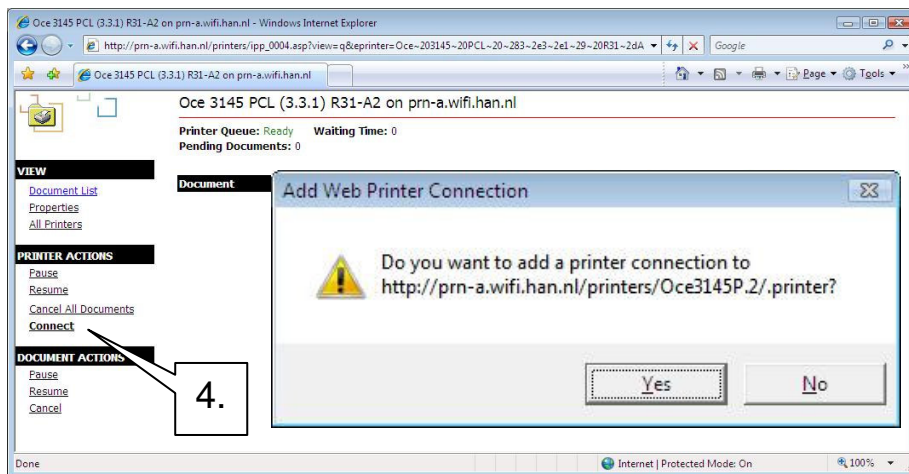 Oce 3145 PCL (3.3.1) R31-A2 on prn-a.wifi.han.nl - Windows Internet Explorer
http://prn-a.wifi.han.nl/printers/ipp_0004.asp?view=q&eprinter=Oce~203145~20PCL~20~283~2e3~2e1~29~20R31~2dA
Google
Oce 3145 PCL (3.3.1) R31-A2 on prn-a.wifi.han.nl
Page
Tools
Oce 3145 PCL (3.3.1) R31-A2 on prn-a.wifi.han.nl
Printer Queue: Ready Waiting Time: 0
Pending Documents: 0
VIEW
Document List
Properties
All Printers
PRINTER ACTIONS
Pause
Resume
Cancel All Documents
Connect
DOCUMENT ACTIONS
Pause
Resume
Cancel
Document
Add Web Printer Connection
Do you want to add a printer connection to
http://prn-a.wifi.han.nl/printers/Oce3145P.2/.printer?
Yes
No
4.
Done
Internet | Protected Mode: On
100%